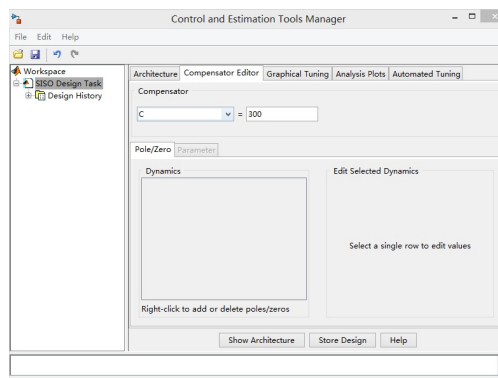 Control and Estimation Tools Manager
File Edit Help
Workspace
SISO Design Task
Design History
Architecture Compensator Editor Graphical Tuning Analysis Plots Automated Tuning
Compensator
C = 300
Pole/Zero Parameter
Dynamics
Edit Selected Dynamics
Select a single row to edit values
Right-click to add or delete poles/zeros
Show Architecture Store Design Help